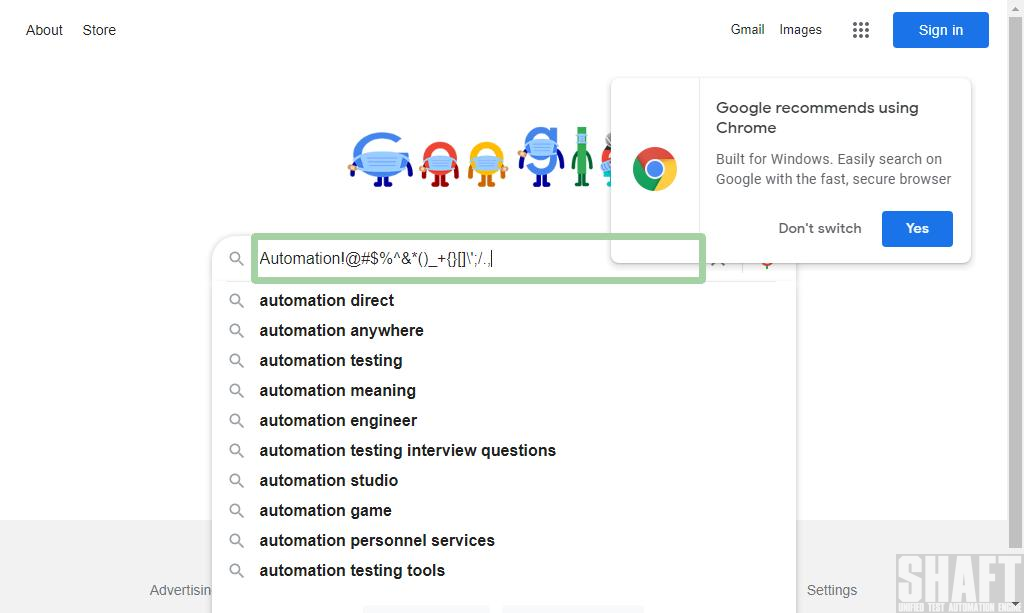 About Store
Gmail Images
Sign in
Google recommends using
Chrome
Built for Windows. Easily search on
Google with the fast, secure browser
Don't switch Yes
Automation!@#$%^&*()_+{}[]\';/.,
automation direct
automation anywhere
automation testing
automation meaning
automation engineer
automation testing interview questions
automation studio
automation game
automation personnel services
automation testing tools
Settings
SHAFT
UNIFIED TEST AUTOMATION